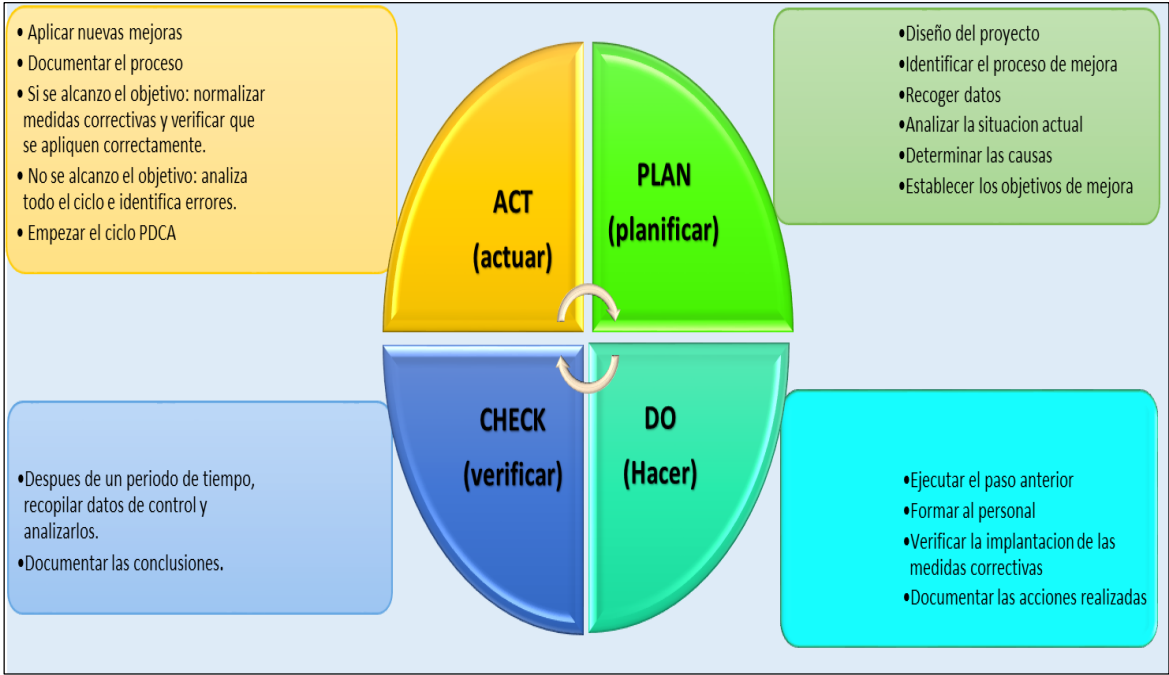 • Aplicar nuevas mejoras
• Documentar el proceso
• Si se alcanzo el objetivo: normalizar
medidas correctivas y verificar que
se apliquen correctamente.
• No se alcanzo el objetivo: analiza
todo el ciclo e identifica errores.
• Empezar el ciclo PDCA
ACT
(actuar)
PLAN
(planificar)
•Diseño del proyecto
•Identificar el proceso de mejora
•Recoger datos
•Analizar la situacion actual
•Determinar las causas
•Establecer los objetivos de mejora
•Despues de un periodo de tiempo,
recopilar datos de control y
analizarlos.
•Documentar las conclusiones.
CHECK
(verificar)
DO
(Hacer)
•Ejecutar el paso anterior
•Formar al personal
•Verificar la implantacion de las
medidas correctivas
•Documentar las acciones realizadas